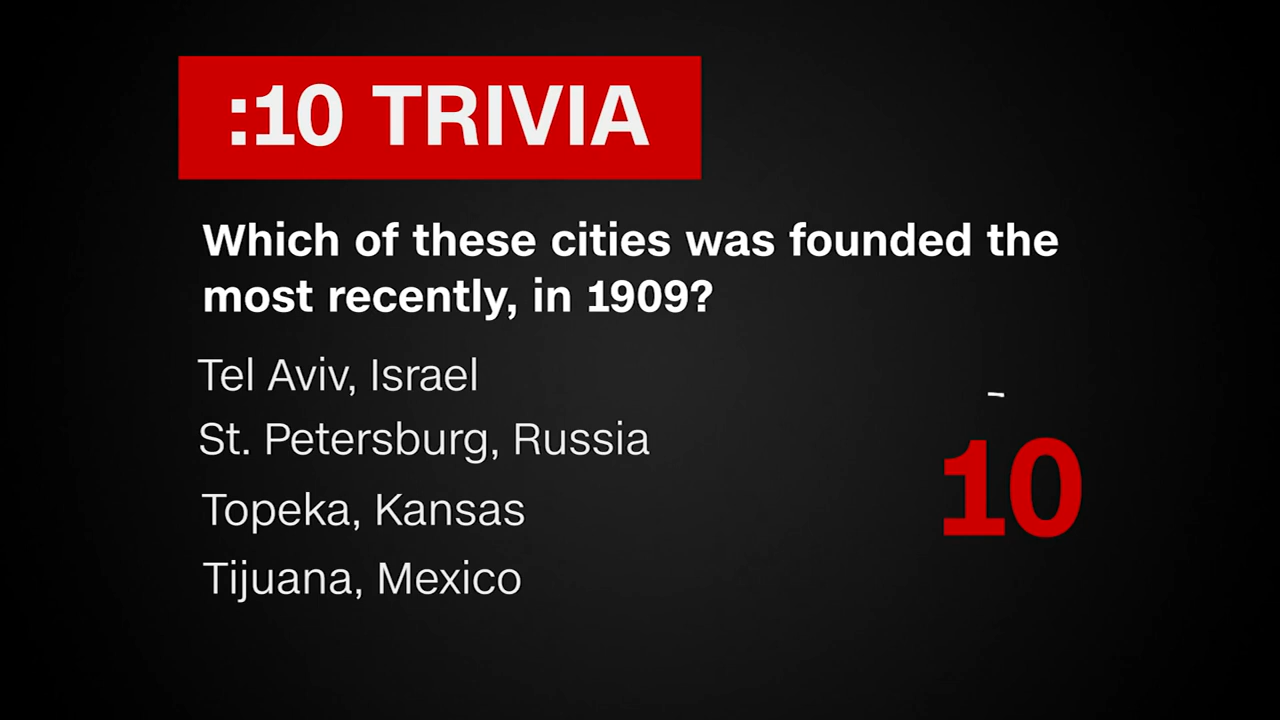 :10 TRIVIA
Which of these cities was founded the
most recently, in 1909?
Tel Aviv, Israel
St. Petersburg, Russia
Topeka, Kansas
Tijuana, Mexico
10